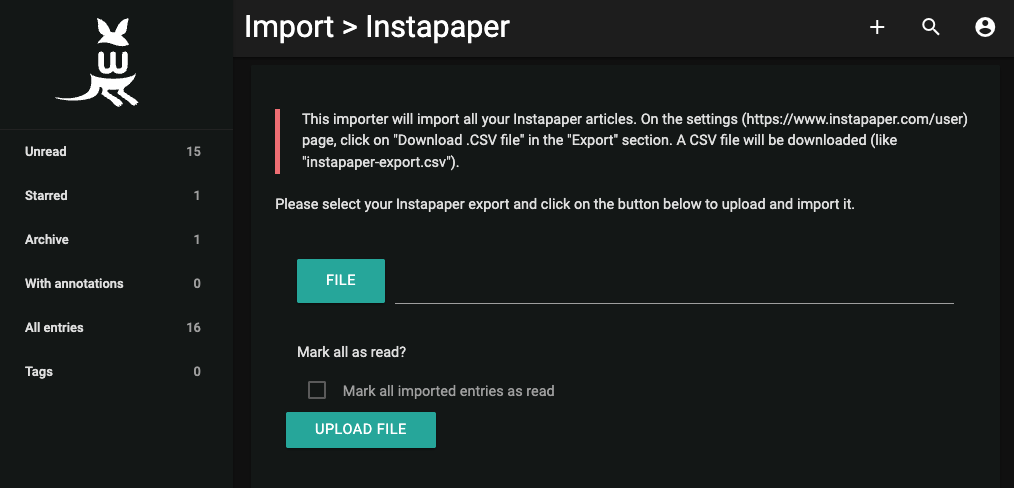 Import > Instapaper
w
Unread 15
Starred 1
Archive 1
With annotations 0
All entries 16
Tags 0
This importer will import all your Instapaper articles. On the settings (https://www.instapaper.com/user)
page, click on "Download .CSV file" in the "Export" section. A CSV file will be downloaded (like
"instapaper-export.csv").
Please select your Instapaper export and click on the button below to upload and import it.
FILE
Mark all as read?
Mark all imported entries as read
UPLOAD FILE